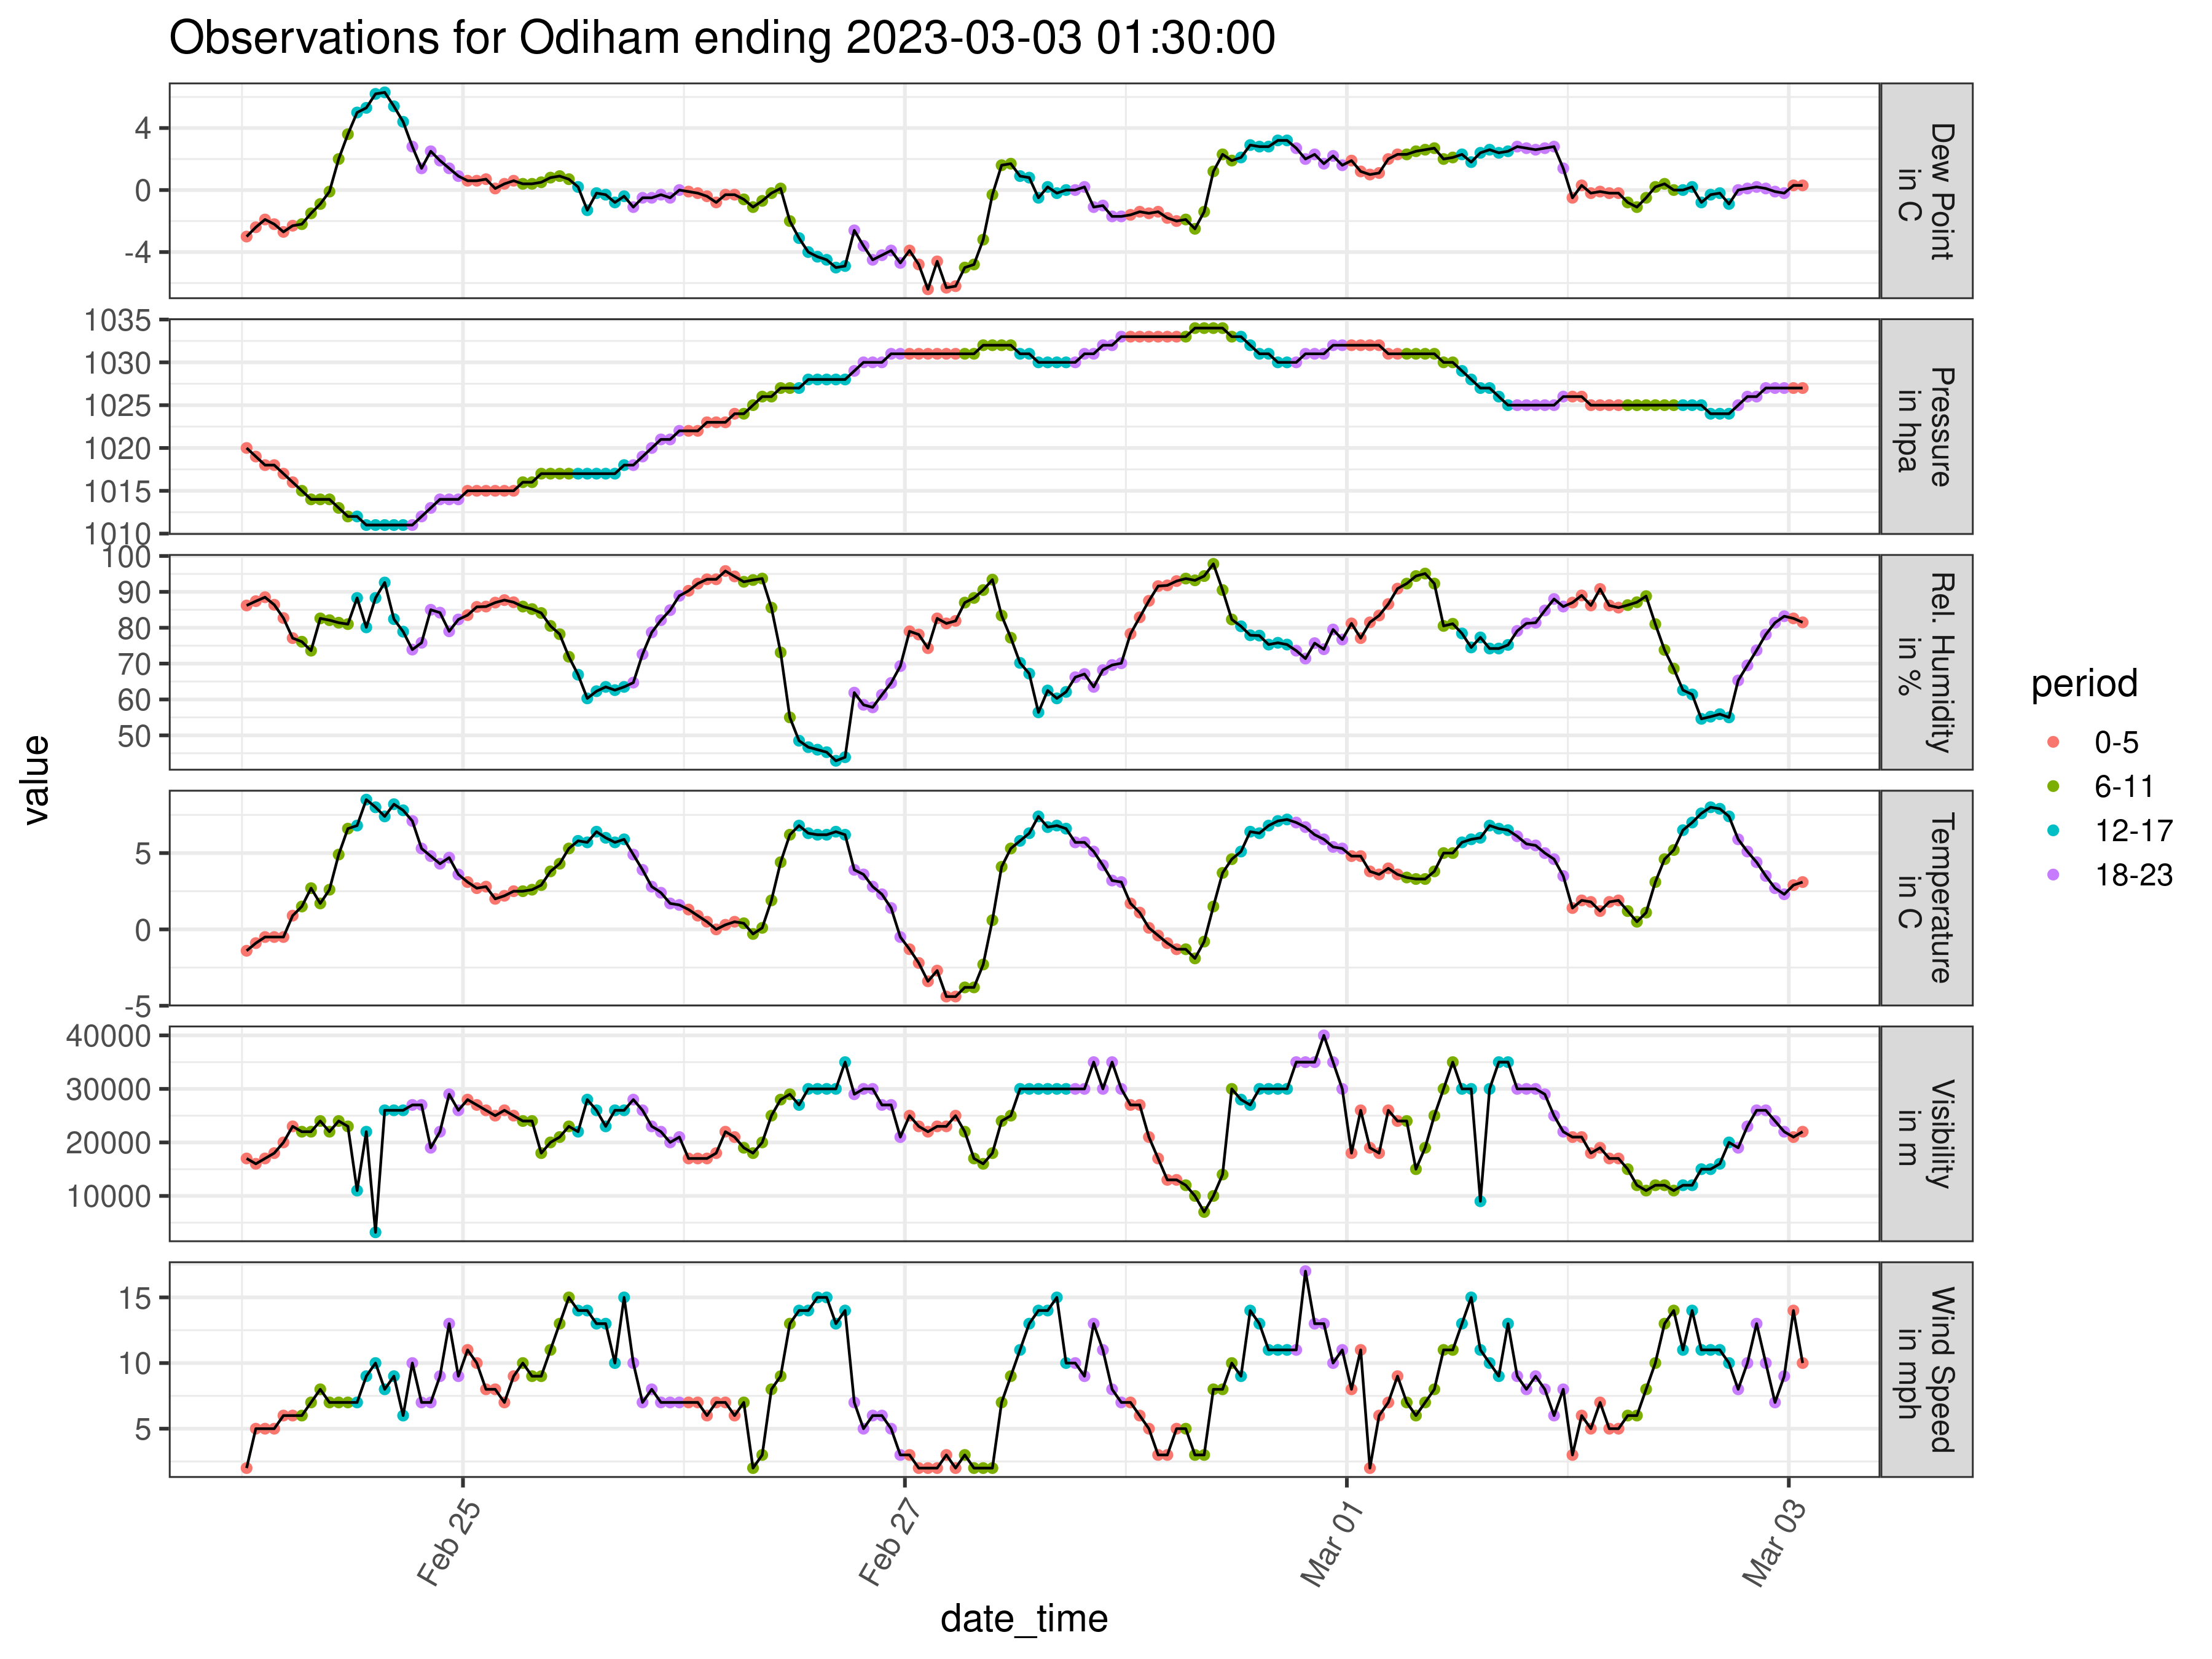 Observations for Odiham ending 2023-03-03 01:30:00
value
4
0
-4
Dew Point
in C
1035
1030
1025
1020
1015
1010
Pressure
in hpa
100
90
80
70
60
50
Rel. Humidity
in %
5
0
-5
Temperature
in C
40000
30000
20000
10000
Visibility
in m
15
10
5
Wind Speed
in mph
Feb 25
Feb 27
Mar 01
Mar 03
date_time
period
0-5
6-11
12-17
18-23